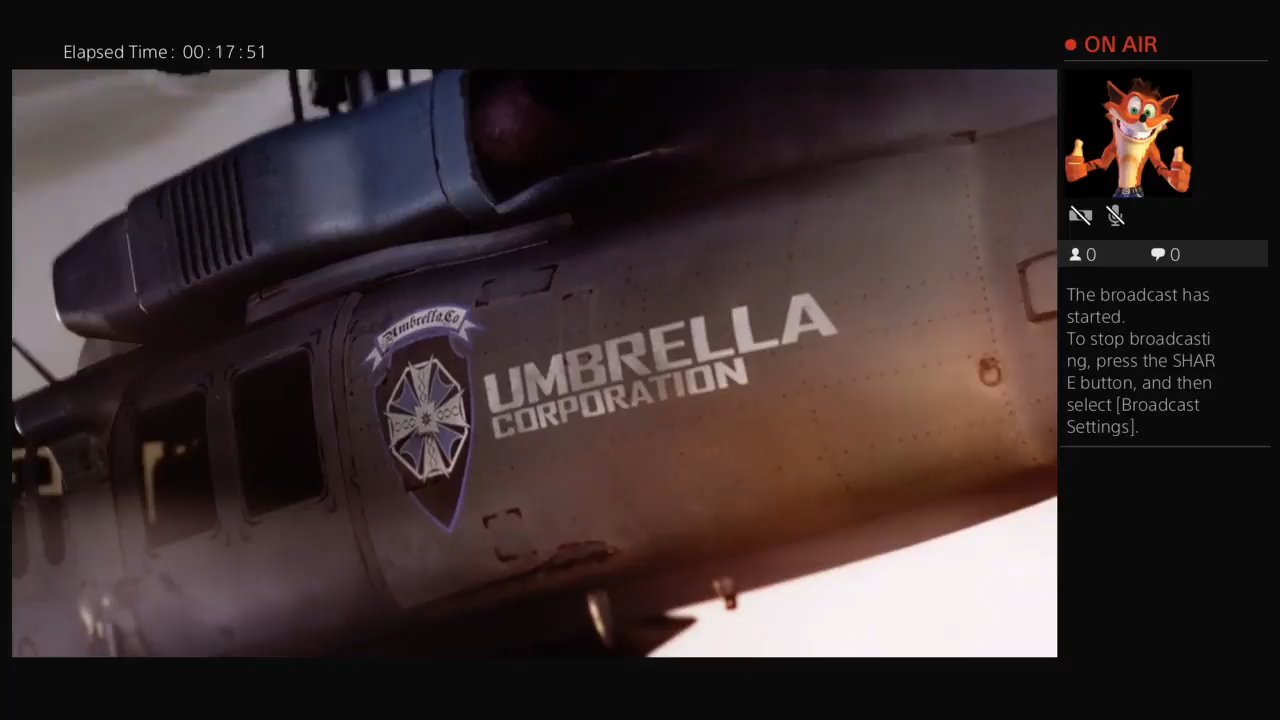 Elapsed Time: 00:17:51
ON AIR
Umbrella Co
UMBRELLA
CORPORATION
0
0
The broadcast has
started.
To stop broadcasti
ng, press the SHAR
E button, and then
select [Broadcast
Settings].